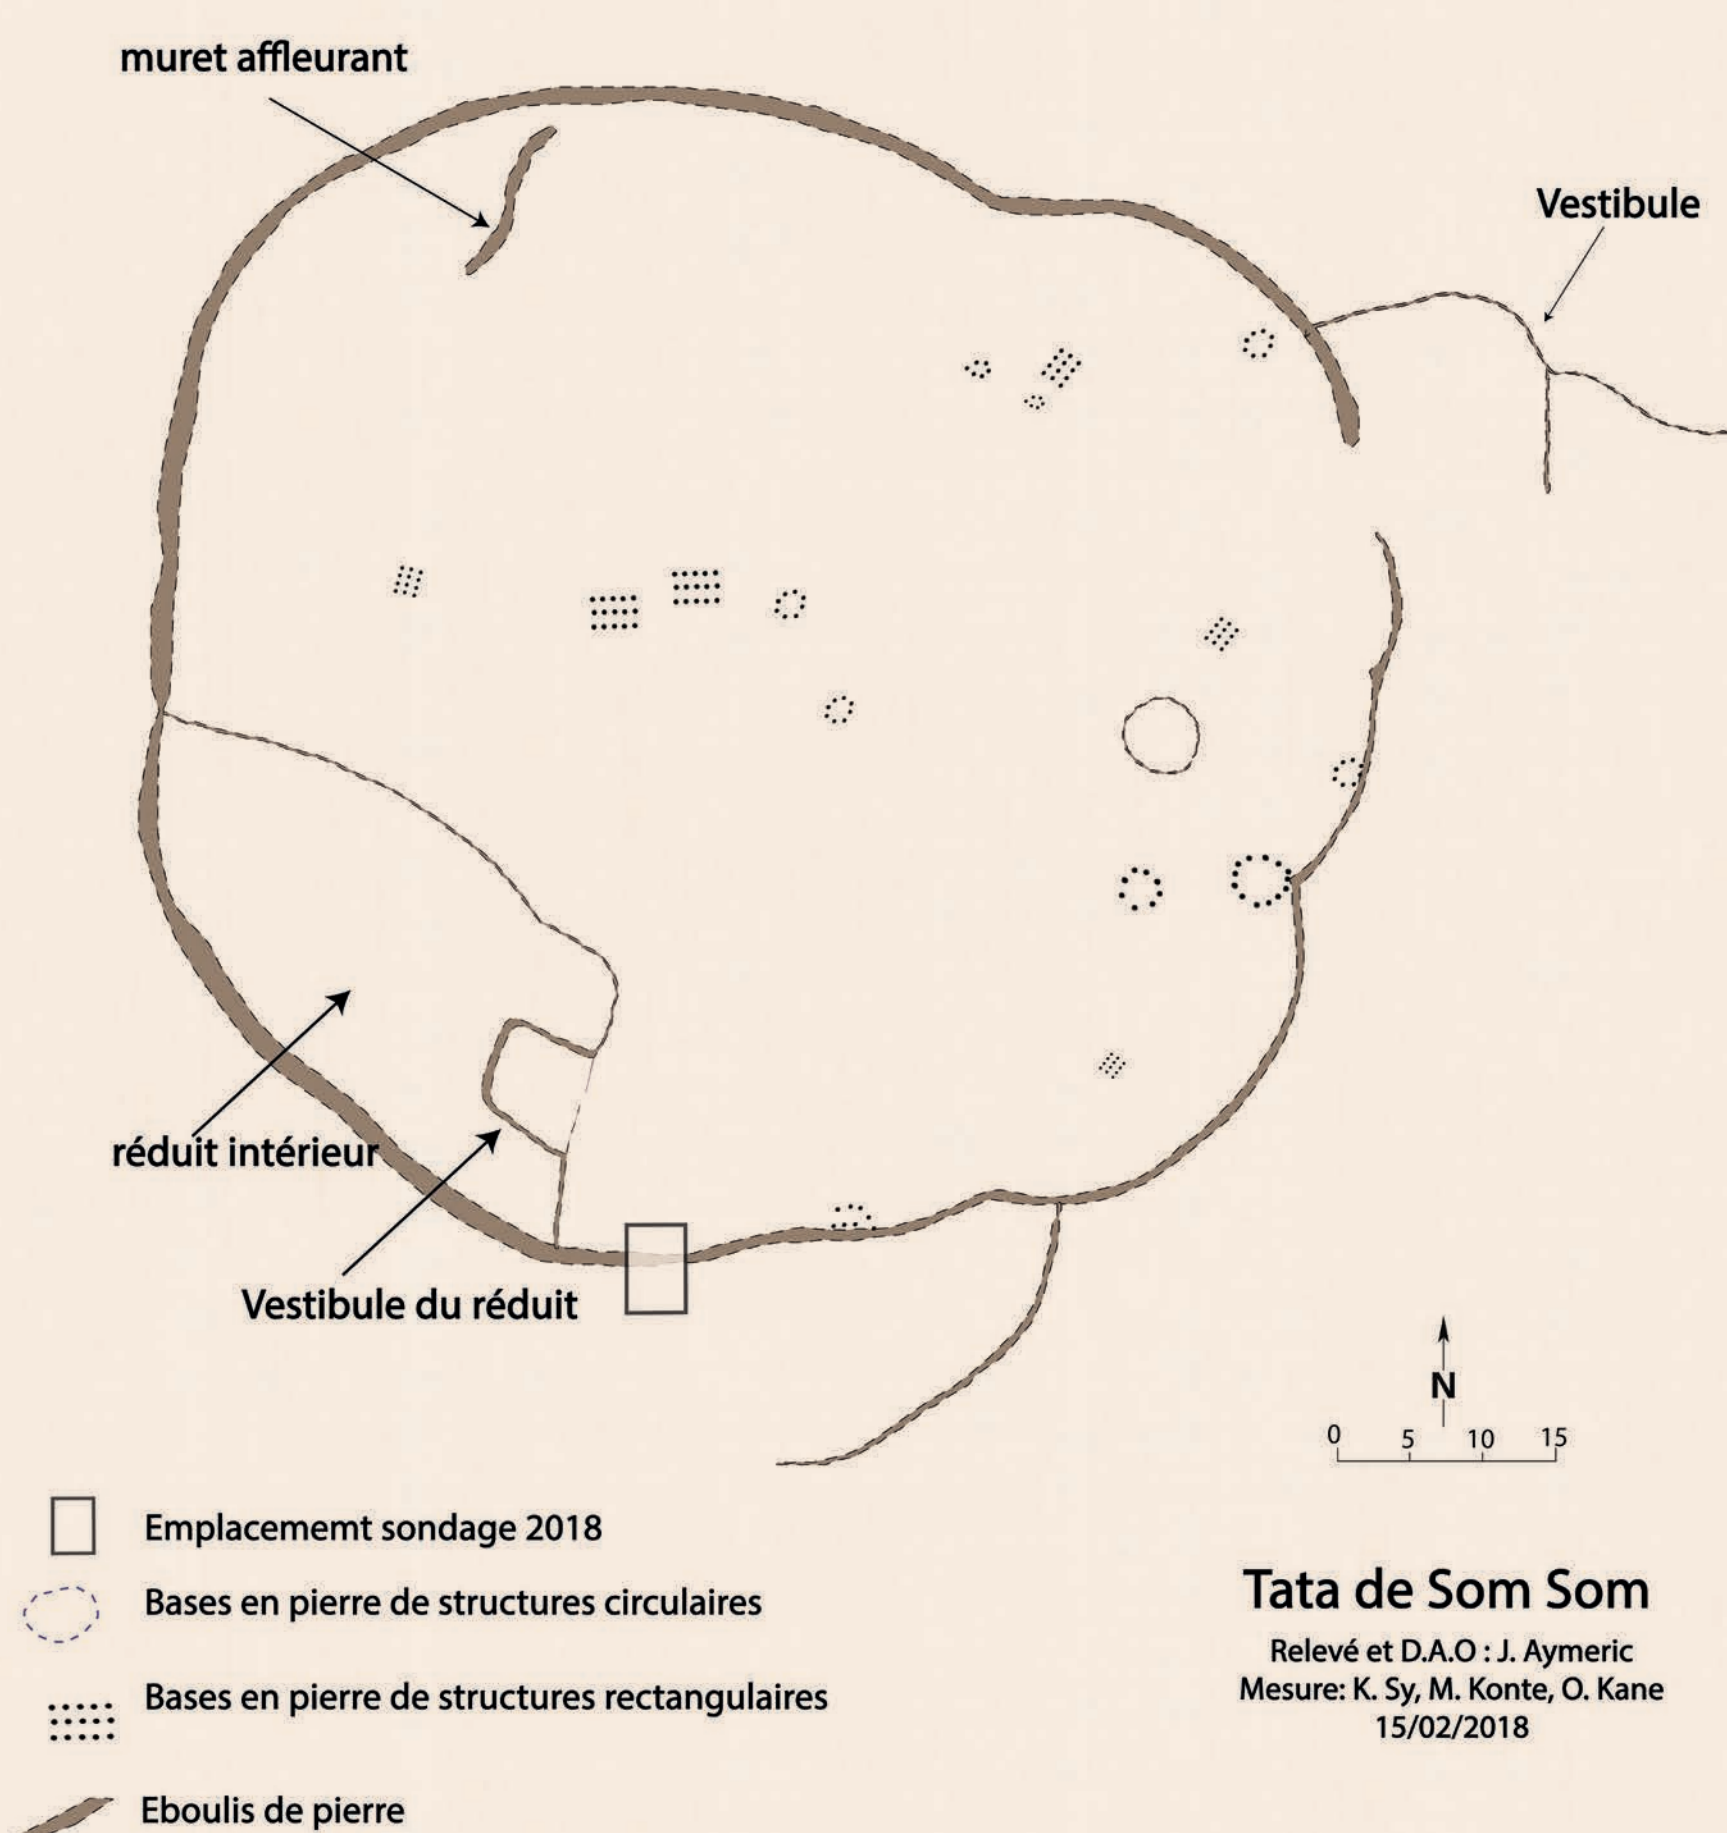 muret affleurant
Vestibule
réduit intérieur
Vestibule du réduit
N
0 5 10 15
Emplacememt sondage 2018
Bases en pierre de structures circulaires
Bases en pierre de structures rectangulaires
Eboulis de pierre
Tata de Som Som
Relevé et D.A.O : J. Aymeric
Mesure: K. Sy, M. Konte, O. Kane
15/02/2018